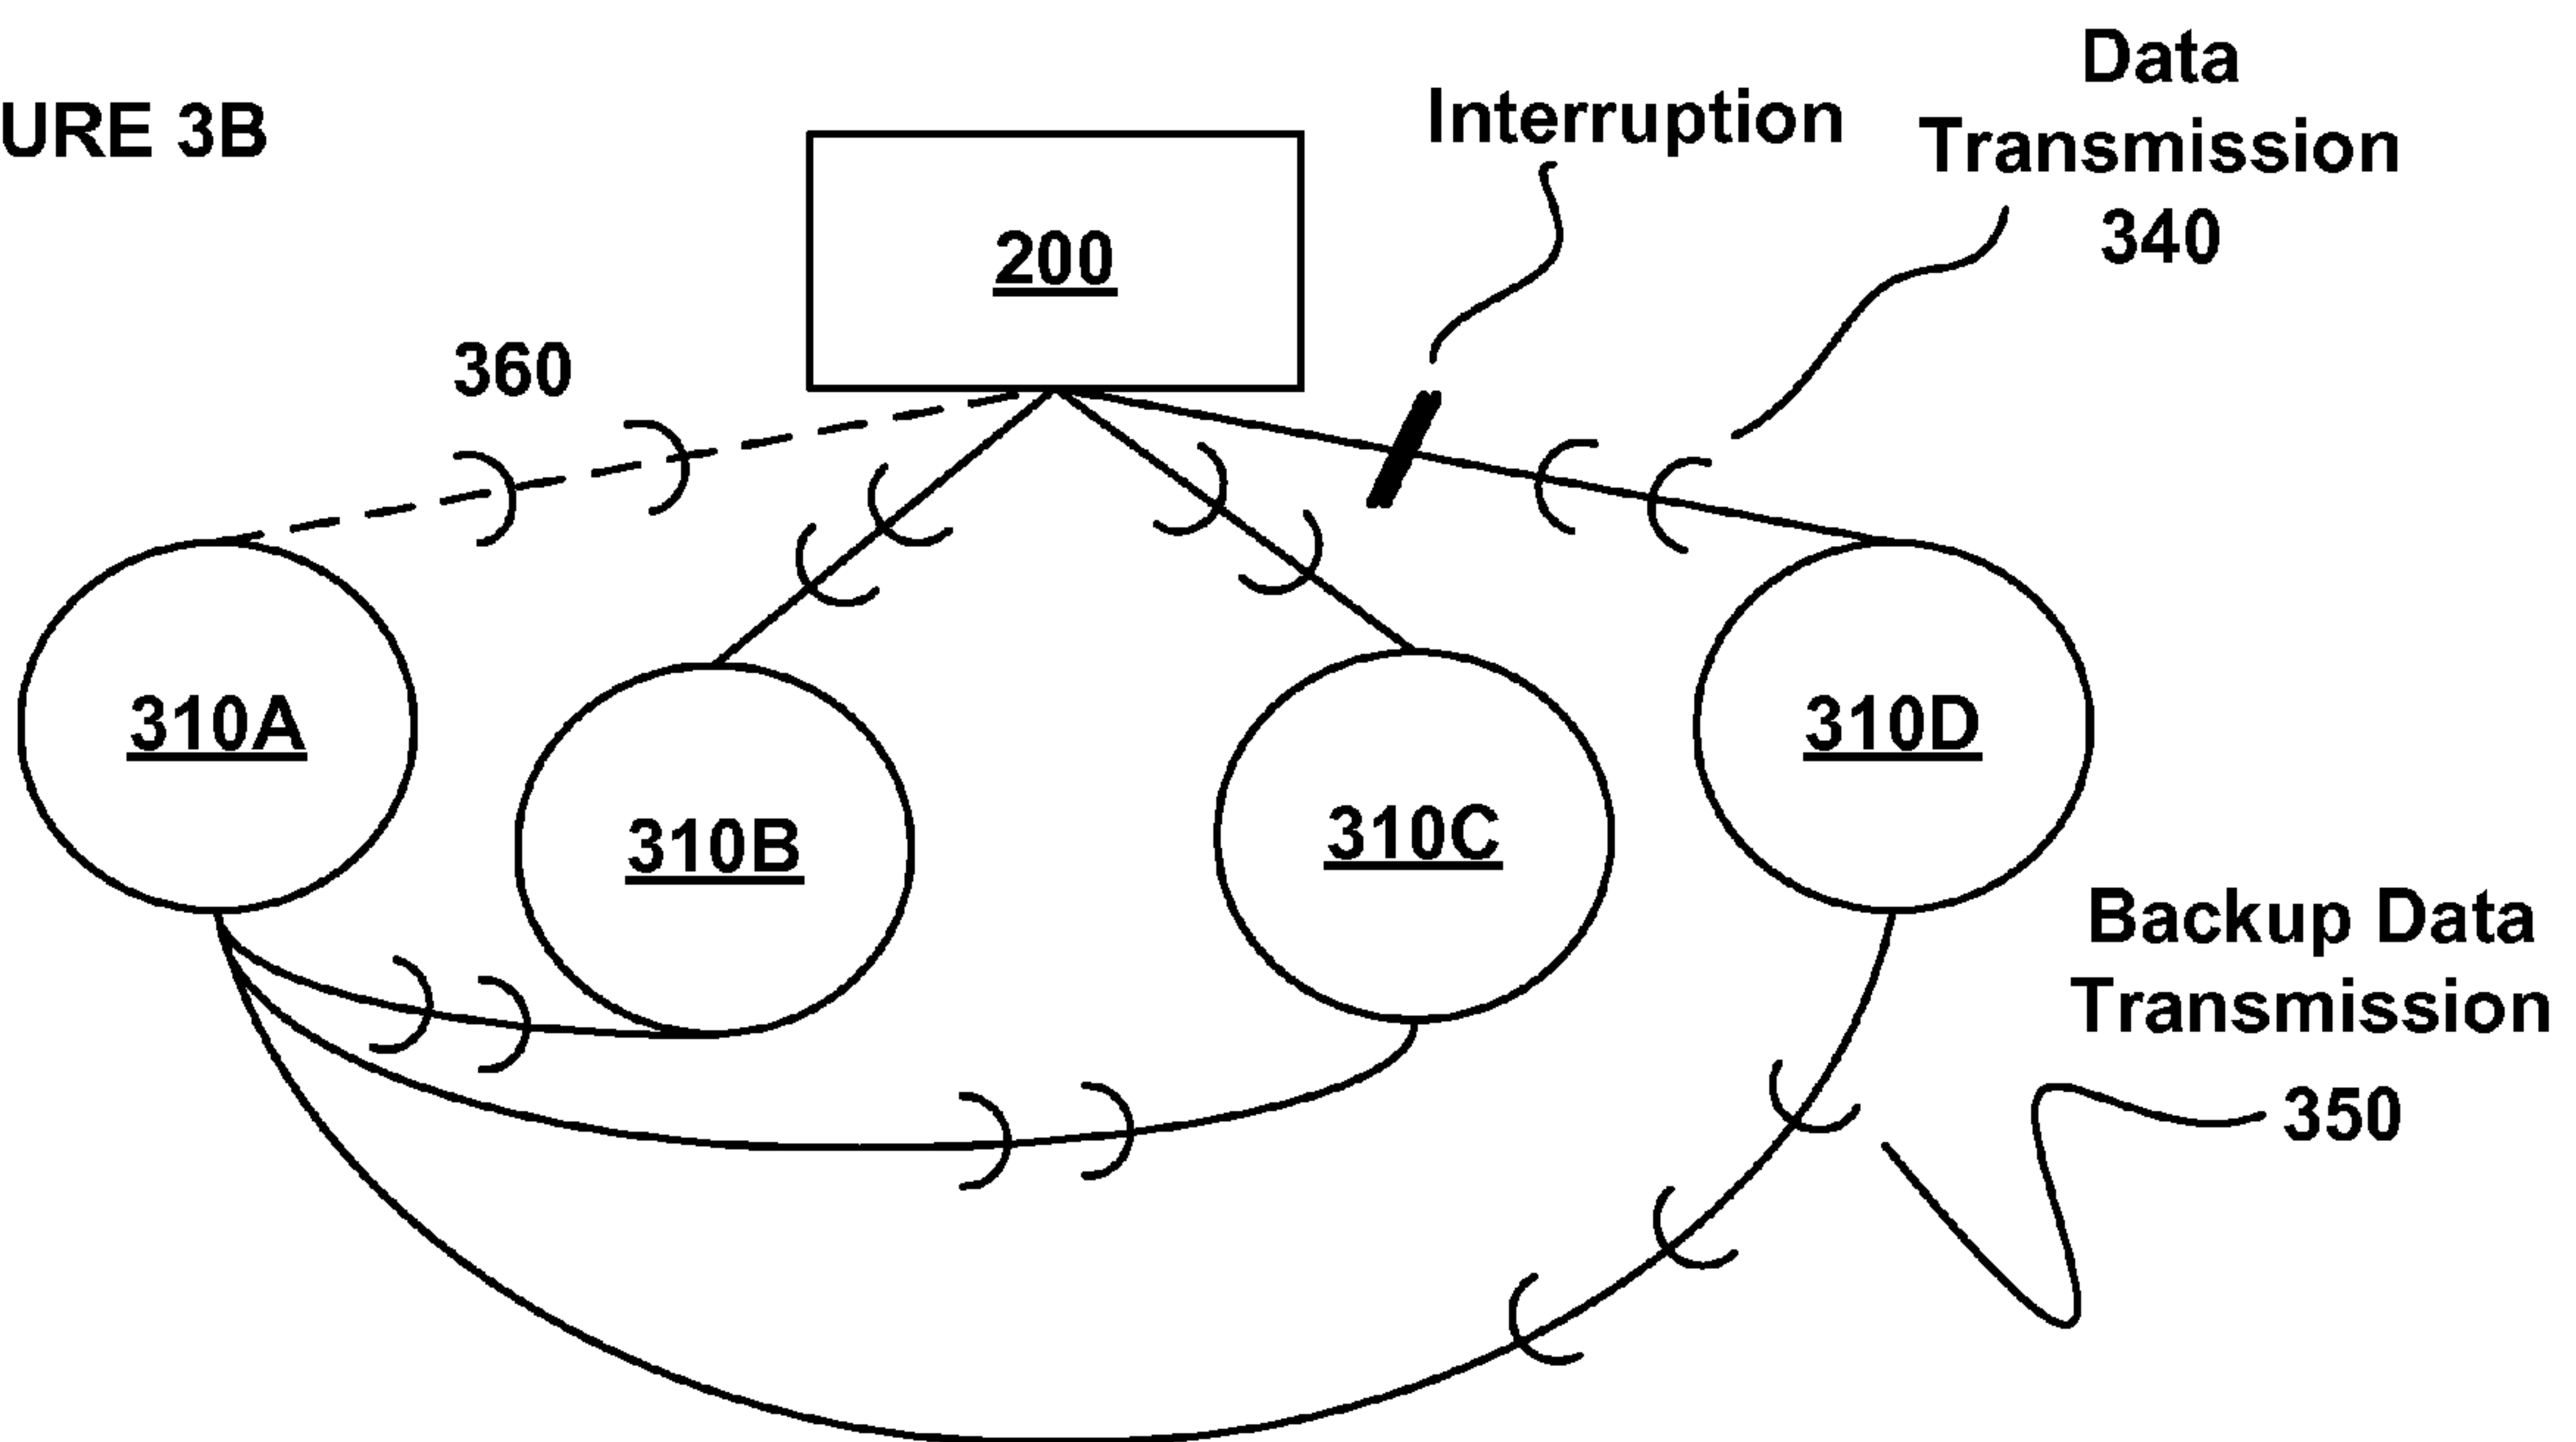 URE 3B
Interruption
Data
Transmission
340
200
360
310A
310B
310C
310D
Backup Data
Transmission
350